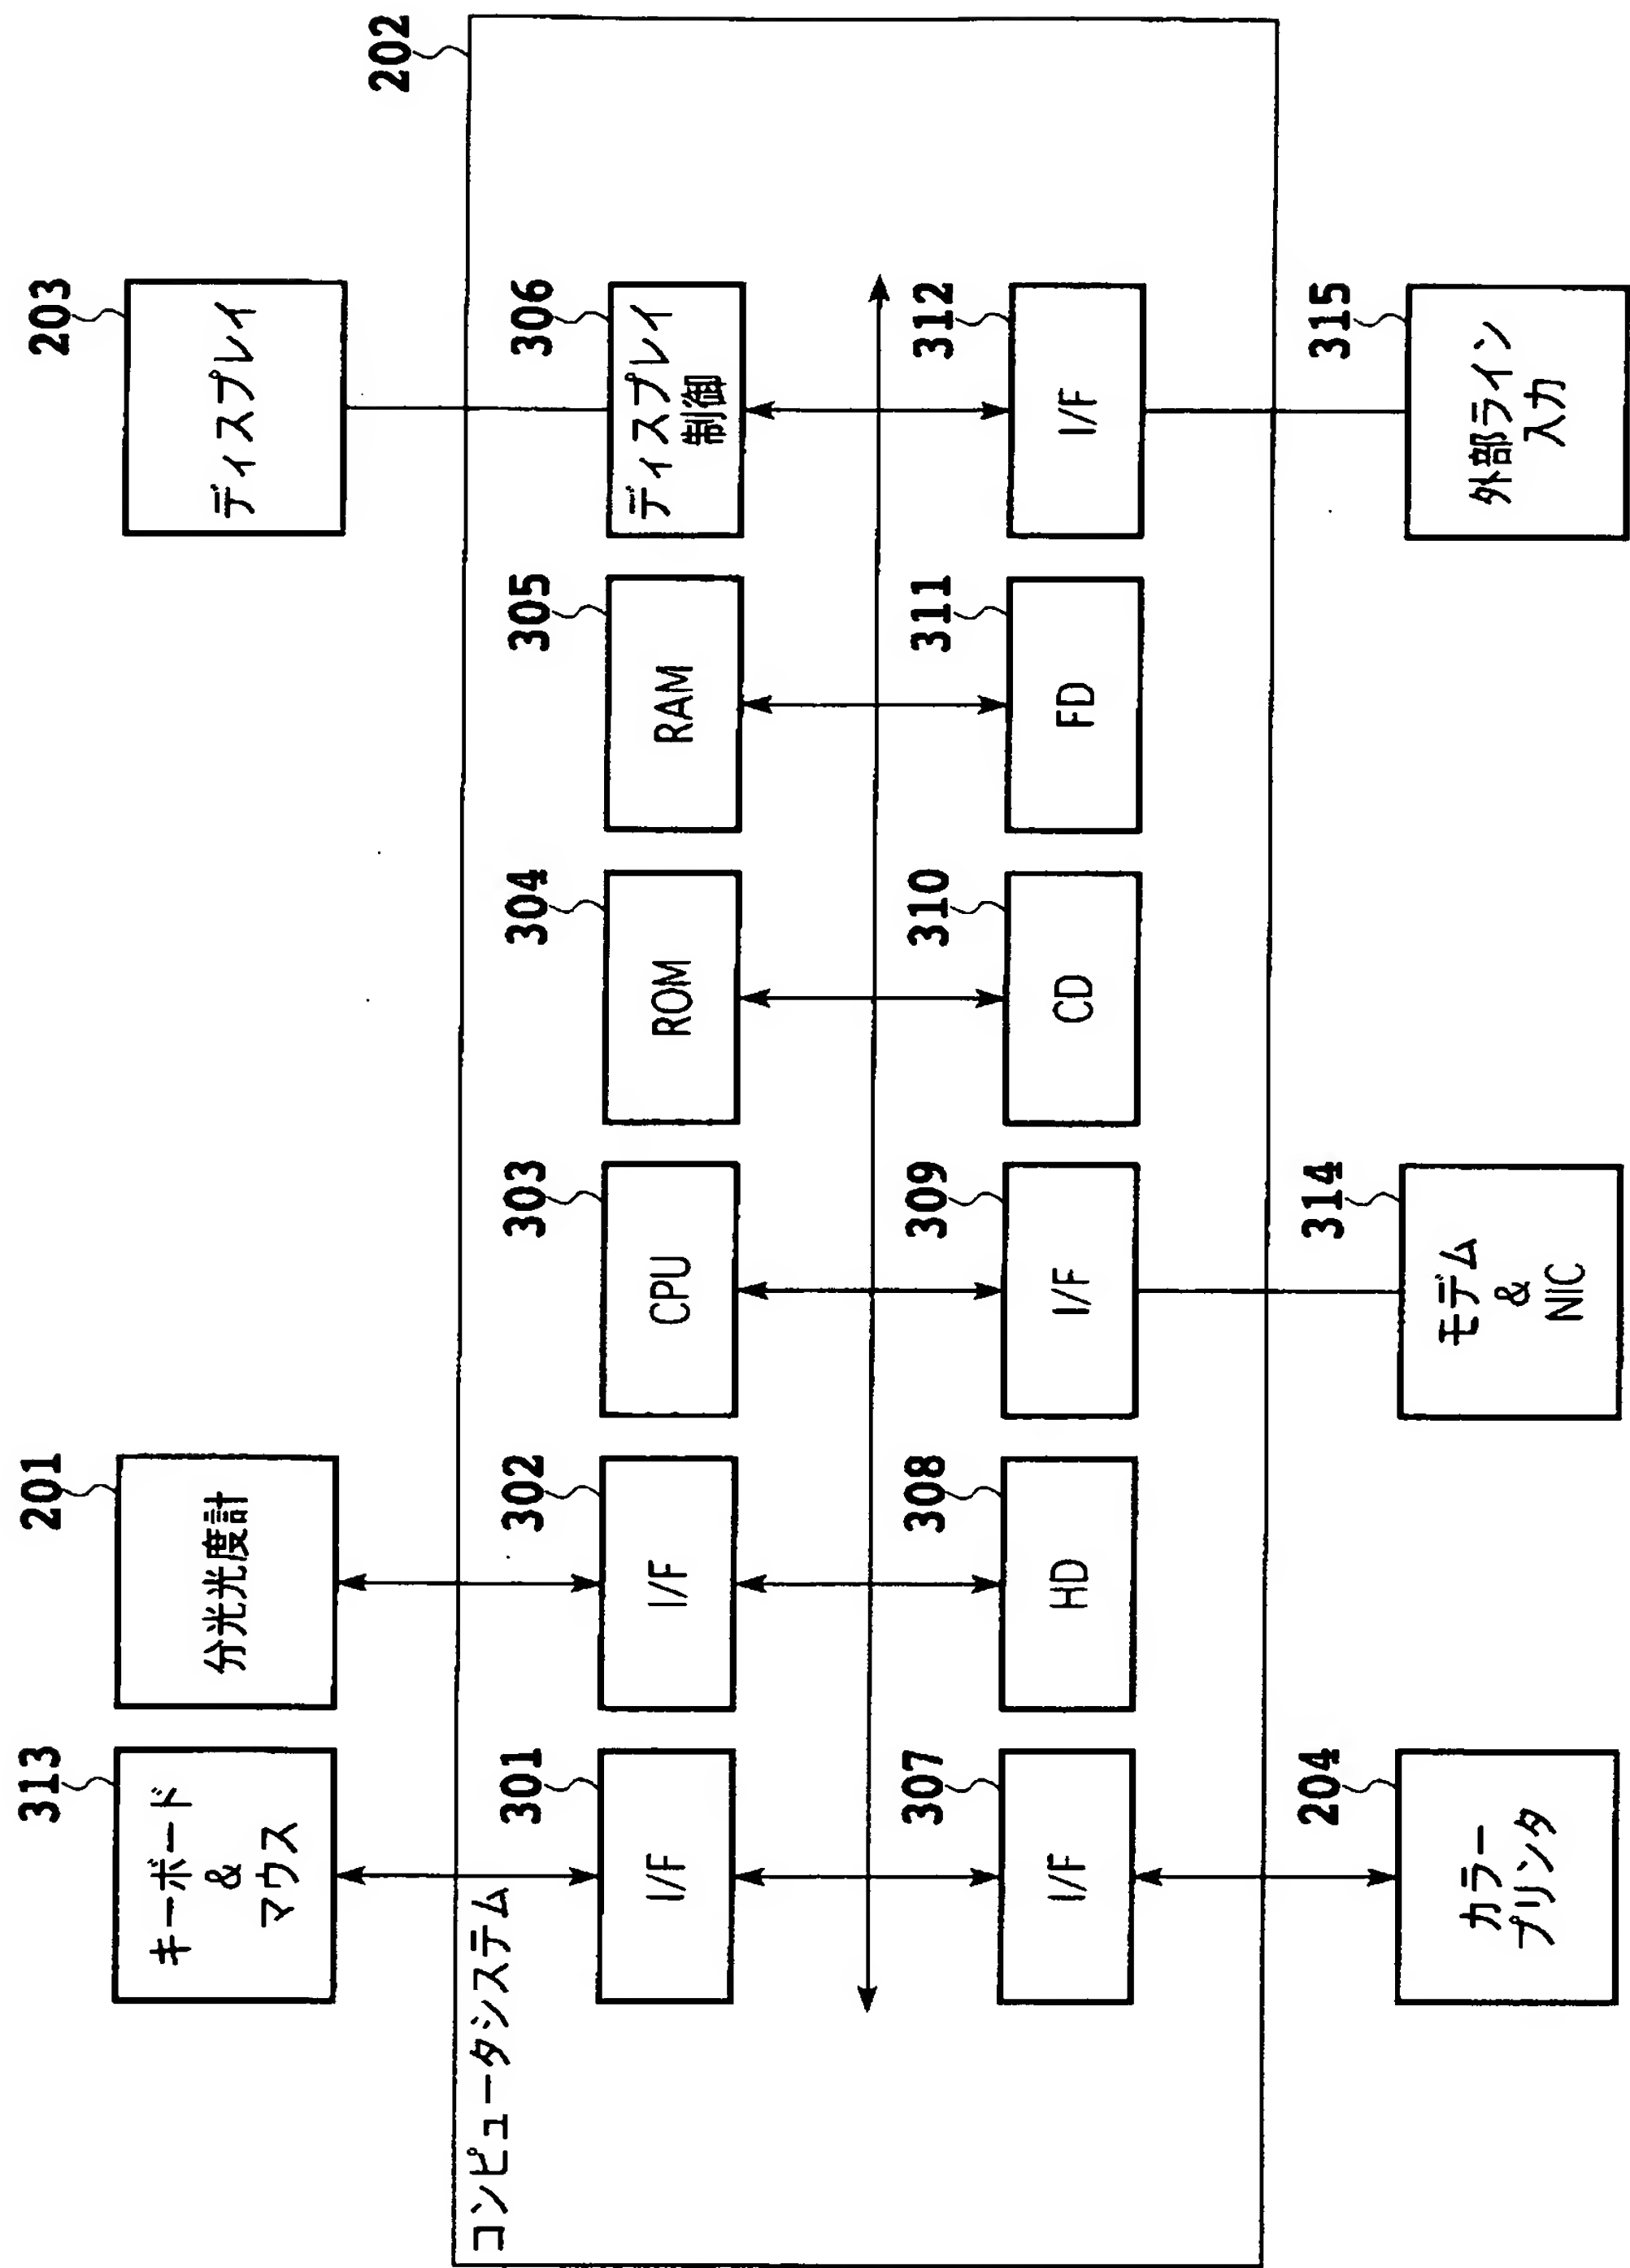 コンピュータシステム
202
313
キーボード
&
マウス
201
分光光度計
203
ディスプレイ
301
I/F
302
I/F
303
CPU
304
ROM
305
RAM
306
ディスプレイ
制御
307
I/F
308
HD
309
I/F
310
CD
311
FD
312
I/F
204
カラー
プリンタ
314
モデム
&
NIC
315
外部ライン
入力